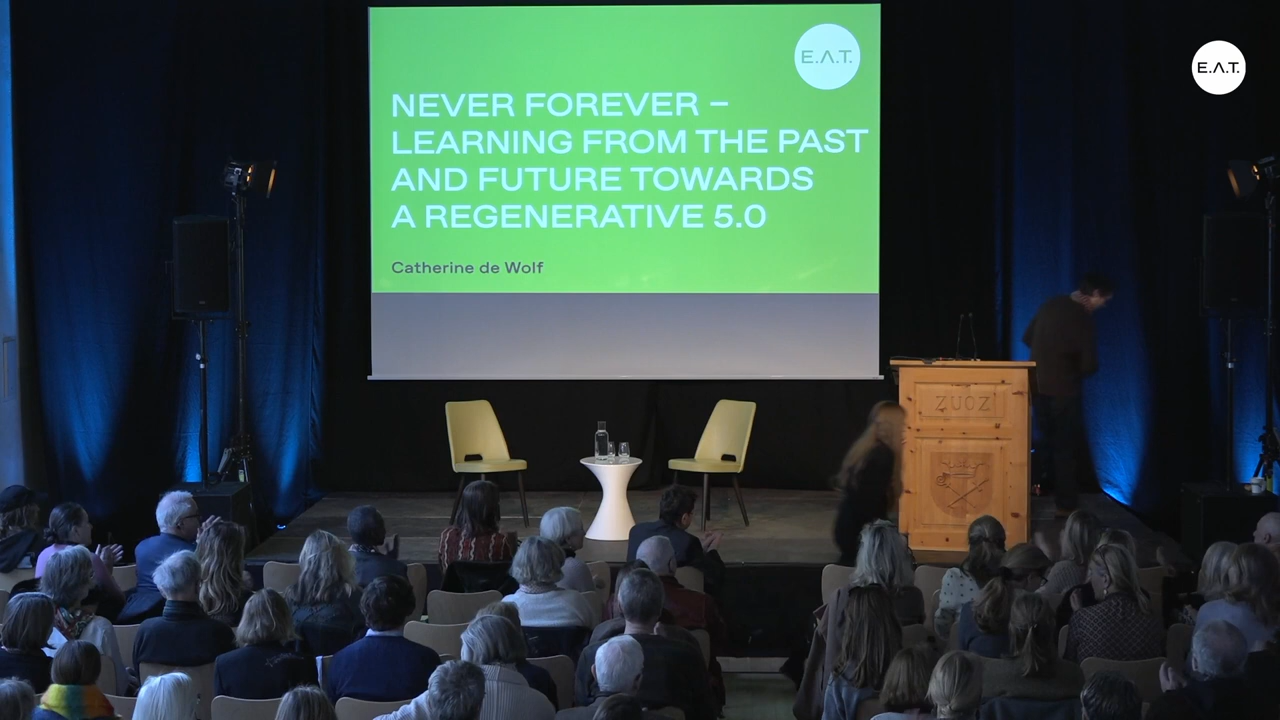 E.Λ.T.
E.Λ.T.
NEVER FOREVER –
LEARNING FROM THE PAST
AND FUTURE TOWARDS
A REGENERATIVE 5.0
Catherine de Wolf
ZUOZ